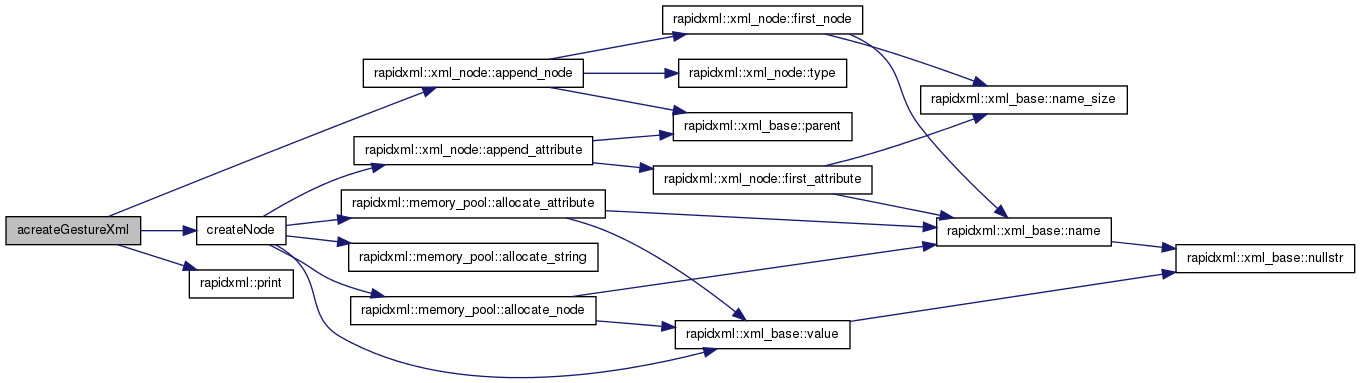 rapidxml::xml_node::first_node
rapidxml::xml_node::append_node
rapidxml::xml_node::type
rapidxml::xml_base::name_size
rapidxml::xml_base::parent
rapidxml::xml_node::append_attribute
rapidxml::xml_node::first_attribute
rapidxml::memory_pool::allocate_attribute
acreateGestureXml
createNode
rapidxml::xml_base::name
rapidxml::memory_pool::allocate_string
rapidxml::xml_base::nullstr
rapidxml::print
rapidxml::memory_pool::allocate_node
rapidxml::xml_base::value